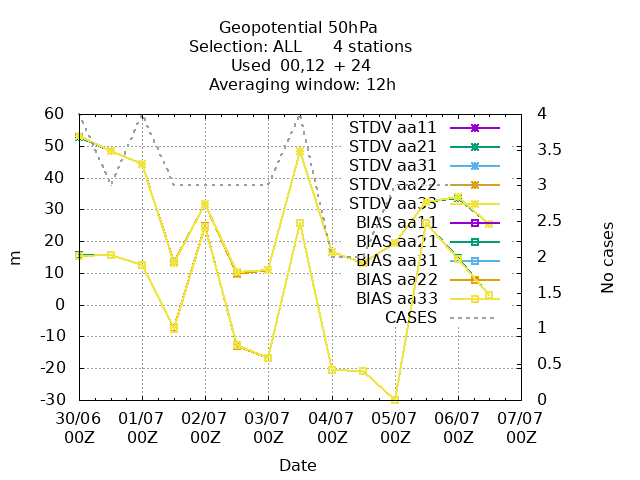 Geopotential 50hPa
Selection: ALL 4 stations
Used 00,12 + 24
Averaging window: 12h
60
50
40
30
20
10
0
-10
-20
-30
m
4
3.5
3
2.5
2
1.5
1
0.5
0
No cases
STDV aa11
STDV aa21
STDV aa31
STDV aa22
STDV aa33
BIAS aa11
BIAS aa21
BIAS aa31
BIAS aa22
BIAS aa33
CASES
30/06 01/07 02/07 03/07 04/07 05/07 06/07 07/07
00Z 00Z 00Z 00Z 00Z 00Z 00Z 00Z
Date